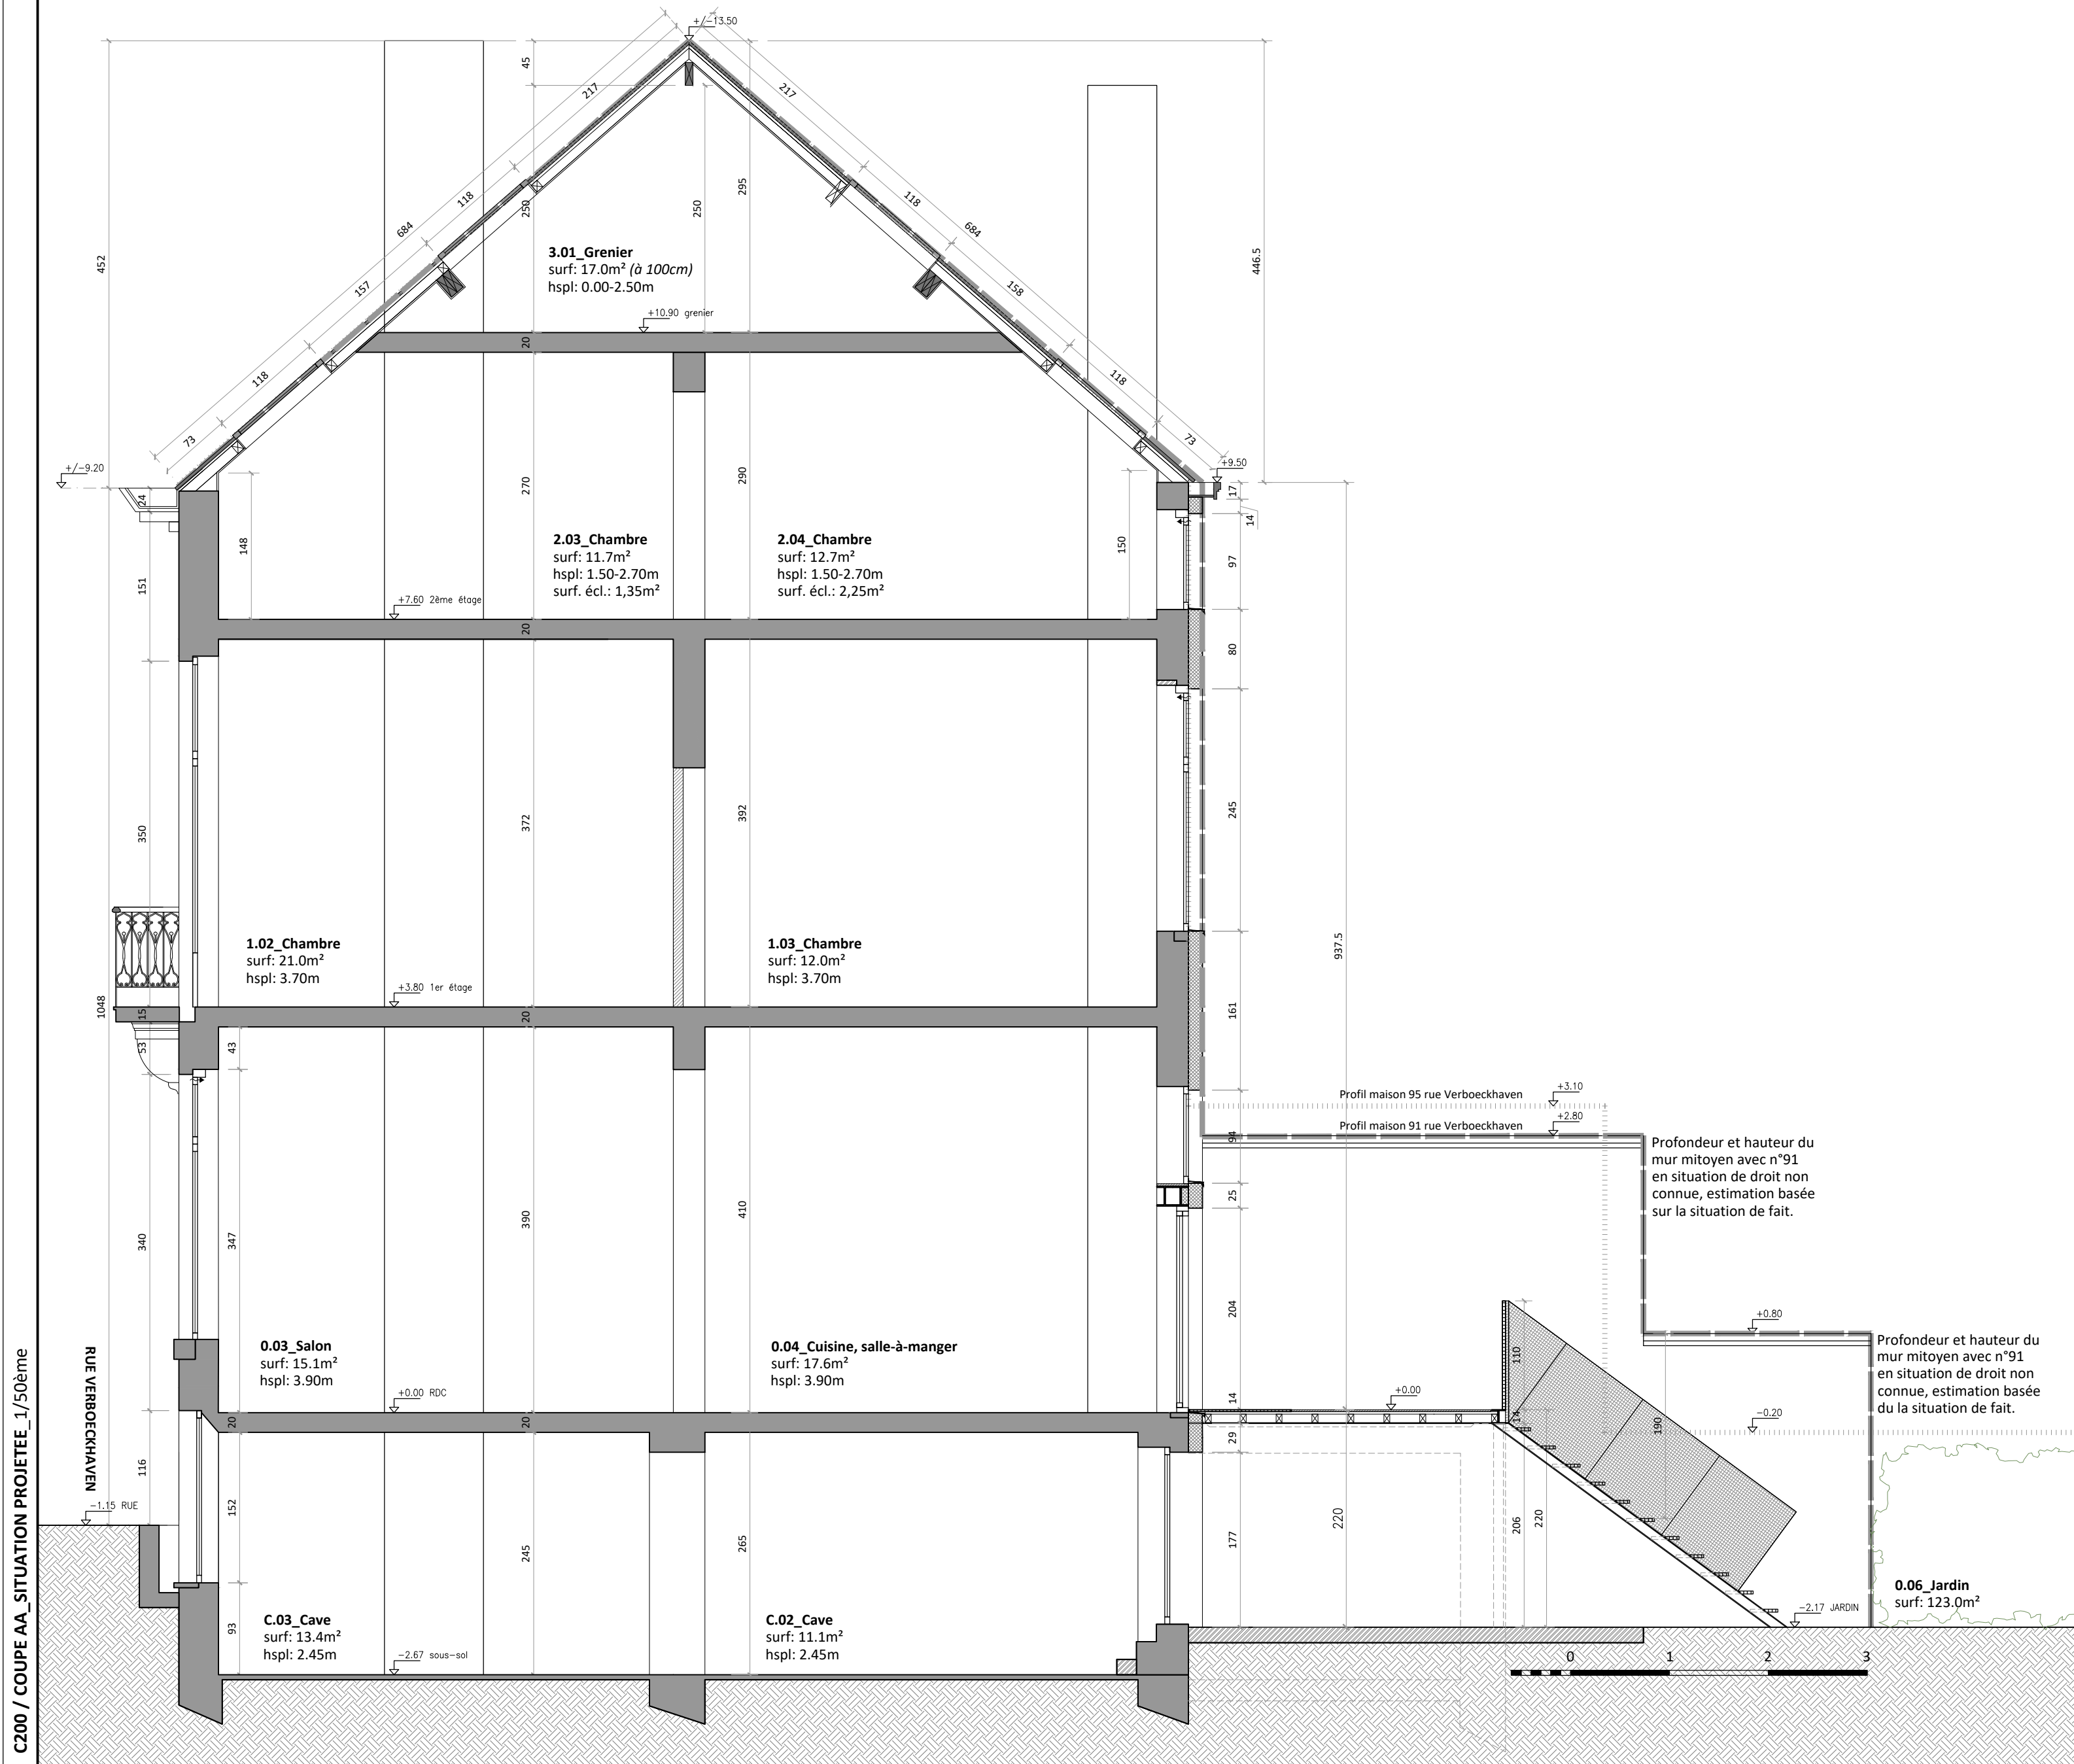 +/−13.50
45
217
217
118
118
250
250
295
684
684
452
446.5
157
158
3.01_Grenier
surf: 17.0m² (à 100cm)
hspl: 0.00-2.50m
+10.90 grenier
20
118
118
73
73
+/−9.20
+9.50
24
17
14
270
290
148
150
97
151
2.03_Chambre
surf: 11.7m²
hspl: 1.50-2.70m
surf. écl.: 1,35m²
2.04_Chambre
surf: 12.7m²
hspl: 1.50-2.70m
surf. écl.: 2,25m²
+7.60 2ème étage
20
80
350
372
392
245
937.5
1.02_Chambre
surf: 21.0m²
hspl: 3.70m
1.03_Chambre
surf: 12.0m²
hspl: 3.70m
+3.80 1er étage
1048
15
20
161
53
43
Profil maison 95 rue Verboeckhaven
+3.10
Profil maison 91 rue Verboeckhaven
+2.80
94
Profondeur et hauteur du
mur mitoyen avec n°91
en situation de droit non
connue, estimation basée
sur la situation de fait.
25
340
347
390
410
204
+0.80
110
0.03_Salon
surf: 15.1m²
hspl: 3.90m
0.04_Cuisine, salle-à-manger
surf: 17.6m²
hspl: 3.90m
Profondeur et hauteur du
mur mitoyen avec n°91
en situation de droit non
connue, estimation basée
du la situation de fait.
+0.00 RDC
+0.00
14
14
−0.20
190
20
20
29
RUE VERBOECKHAVEN
116
−1.15 RUE
152
245
265
177
220
206
220
93
C.03_Cave
surf: 13.4m²
hspl: 2.45m
C.02_Cave
surf: 11.1m²
hspl: 2.45m
−2.67 sous-sol
−2.17 JARDIN
0.06_Jardin
surf: 123.0m²
0 1 2 3
C200 / COUPE AA_SITUATION PROJETEE_1/50ème